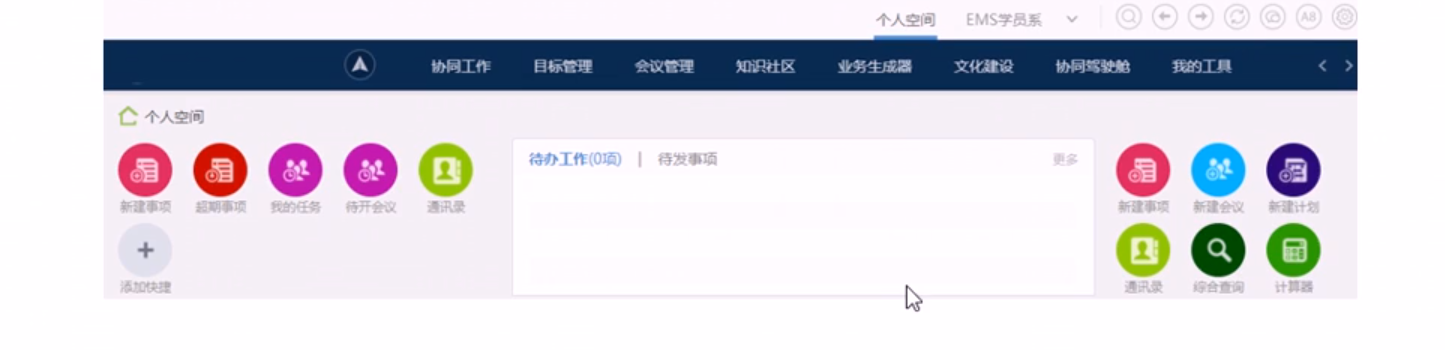 个人空间 EMS学员系 A8
协同工作 目标管理 会议管理 知识社区 业务生成器 文化建设 协同驾驶舱 我的工具
个人空间
待办工作(0项) | 待发事项 更多
新建事项 超期事项 我的任务 待开会议 通讯录
新建事项 新建会议 新建计划
添加快捷
通讯录 综合查询 计算器